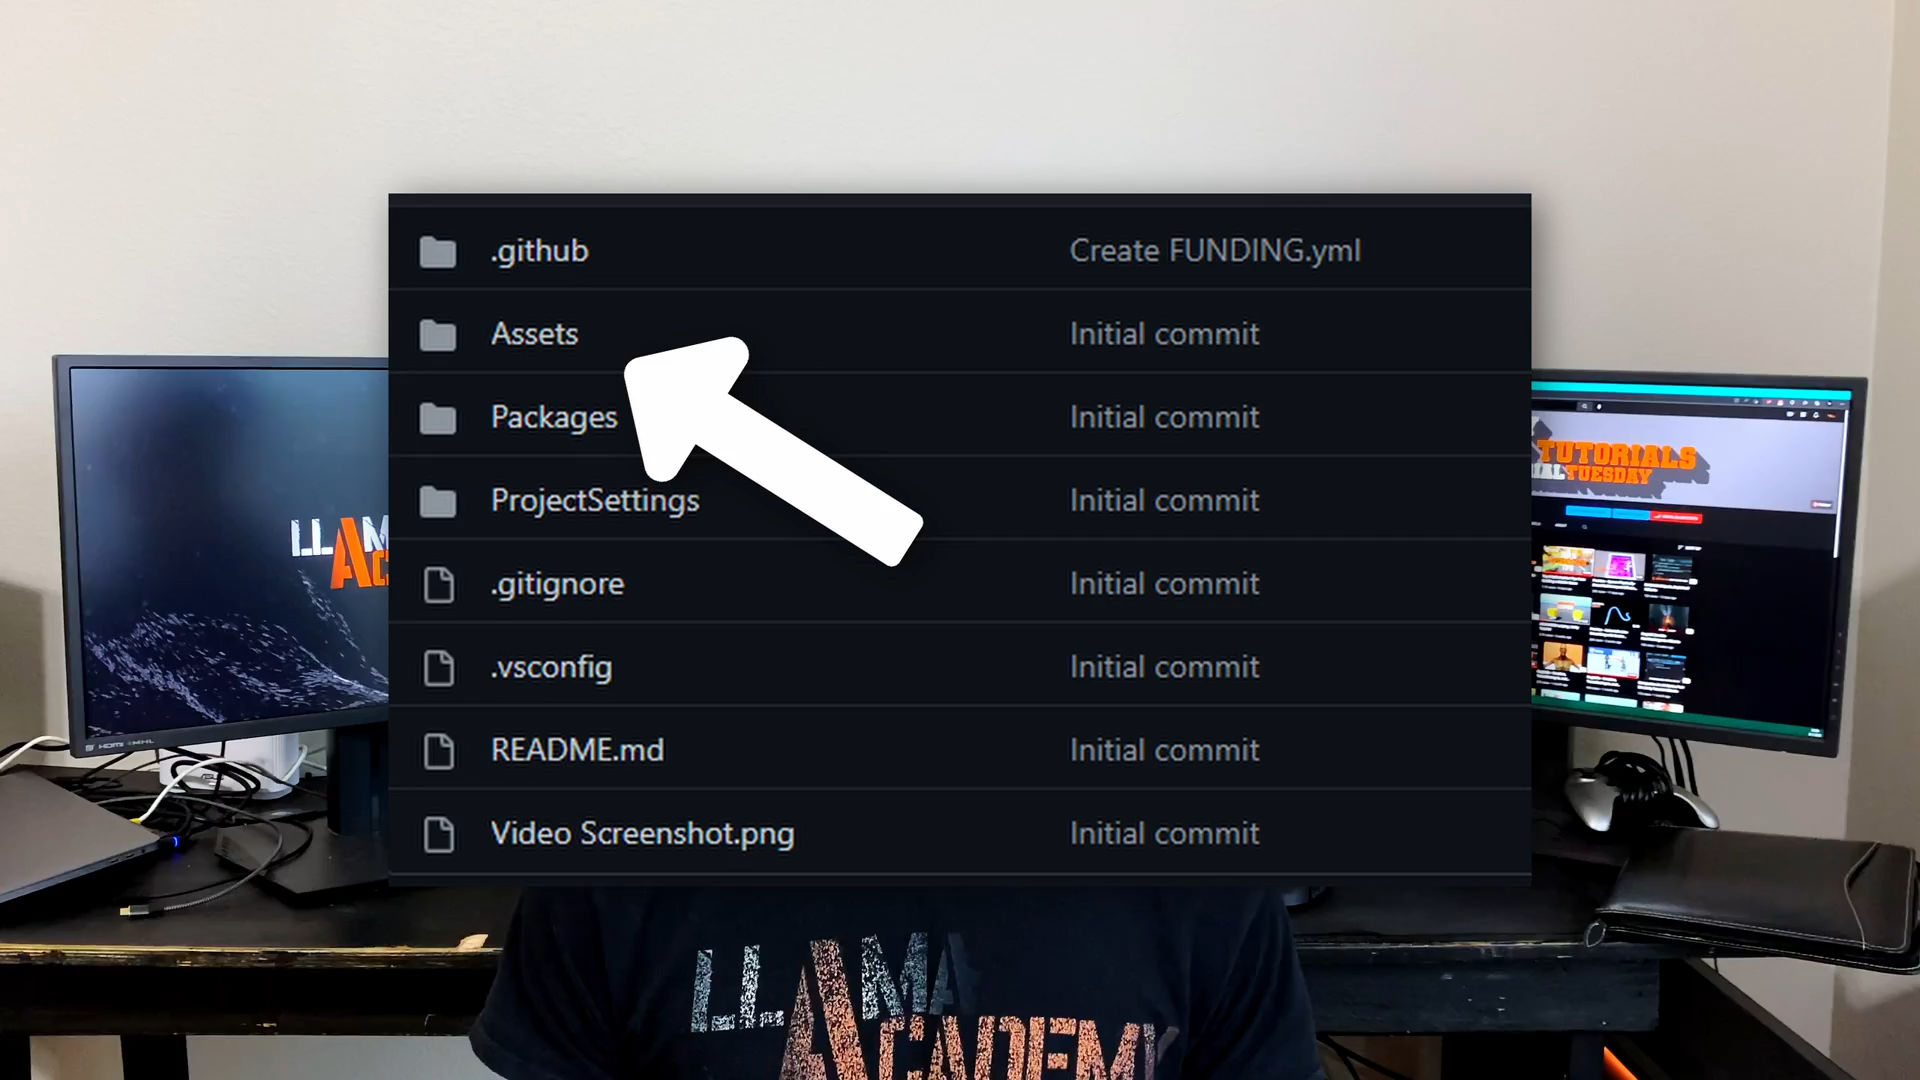 .github Create FUNDING.yml
Assets Initial commit
Packages Initial commit
ProjectSettings Initial commit
.gitignore Initial commit
.vsconfig Initial commit
README.md Initial commit
Video Screenshot.png Initial commit
TUTORIALS
TUESDAY
LLAMA
ACADEMY